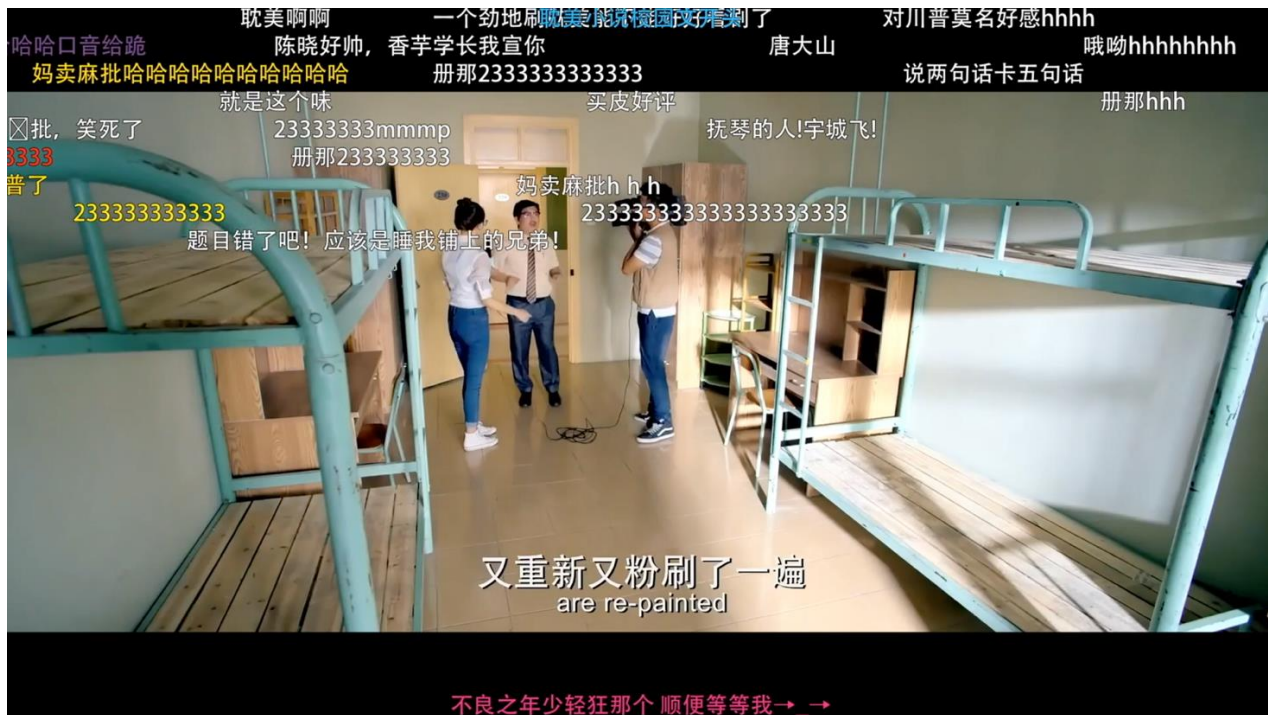 耽美啊啊
一个劲地刷
了
对川普莫名好感hhhh
哈哈口音给跪
陈晓好帅，香芋学长我宣你
唐大山
哦呦hhhhhhhhh
妈卖麻批哈哈哈哈哈哈哈哈哈哈
册那2333333333333
说两句话卡五句话
就是这个味
买皮好评
册那hhh
批，笑死了
23333333mmmp
抚琴的人!宇城飞!
3333
册那233333333
普了
妈卖麻批h h h
233333333333
233333333333333333333
题目错了吧！应该是睡我铺上的兄弟！
又重新又粉刷了一遍
are re-painted
不良之年少轻狂那个 顺便等等我→_→